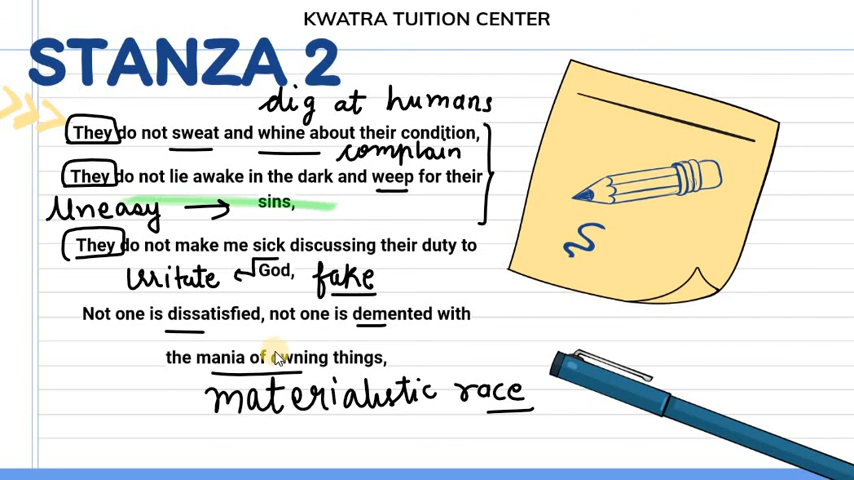 KWATRA TUITION CENTER
STANZA 2
dig at humans
They do not sweat and whine about their condition,
complain
They do not lie awake in the dark and weep for their
Uneasy → sins,
They do not make me sick discussing their duty to
irritate God, fake
Not one is dissatisfied, not one is demented with
the mania of owning things,
materialistic race